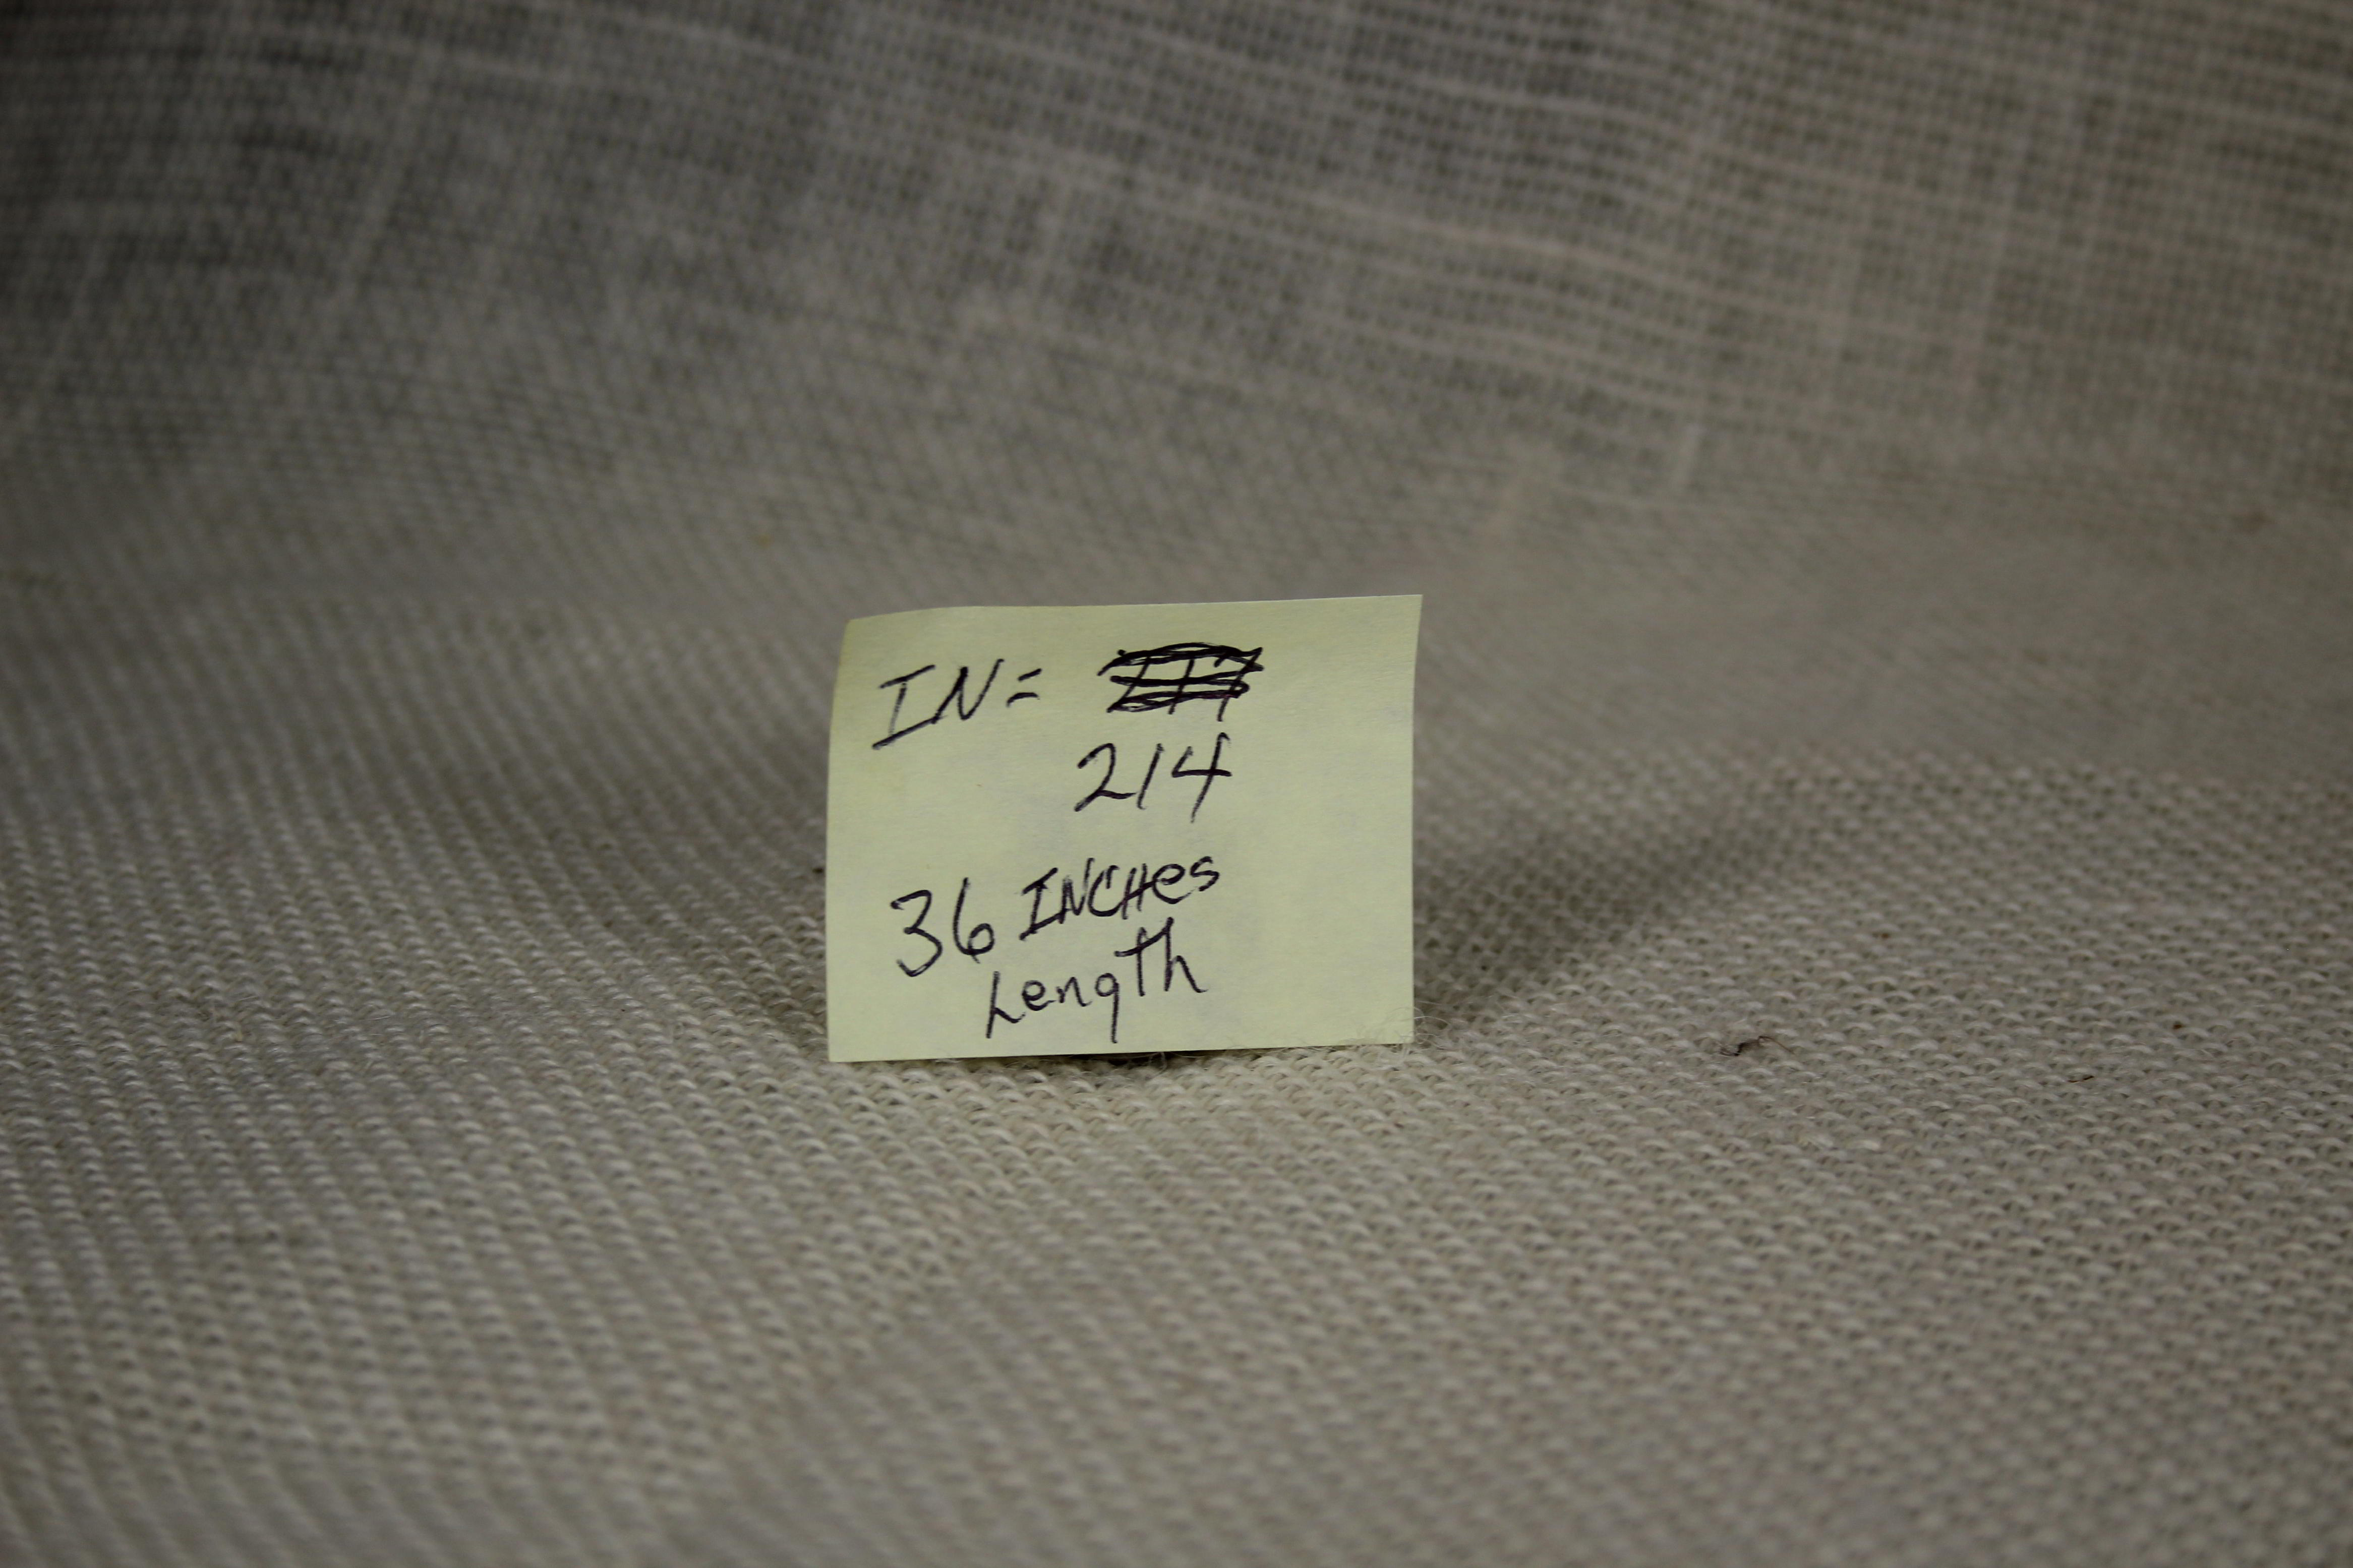 IN=
214
36 INCHes
Length